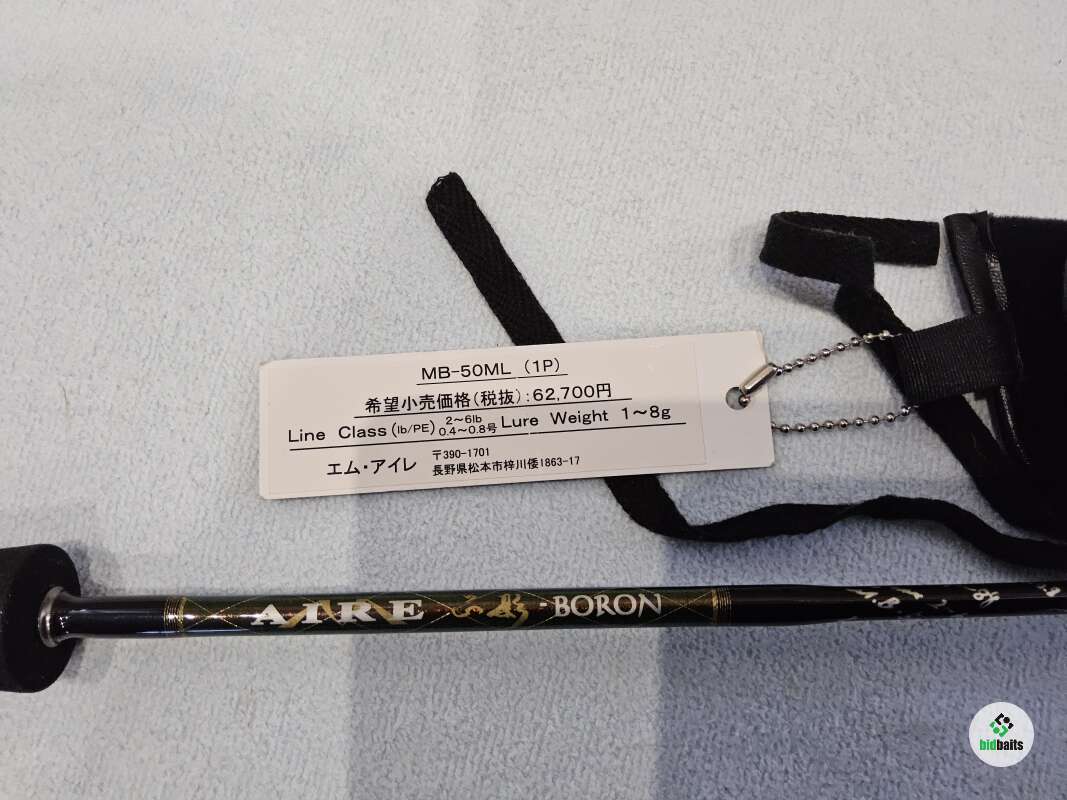 MB-50ML （1P）
希望小売価格（税抜）：62,700円
Line Class (lb/PE) 2～6lb 0.4～0.8号 Lure Weight 1～8g
エム・アイレ 〒390-1701
長野県松本市梓川倭1863-17
AIRE -BORON
bidbaits